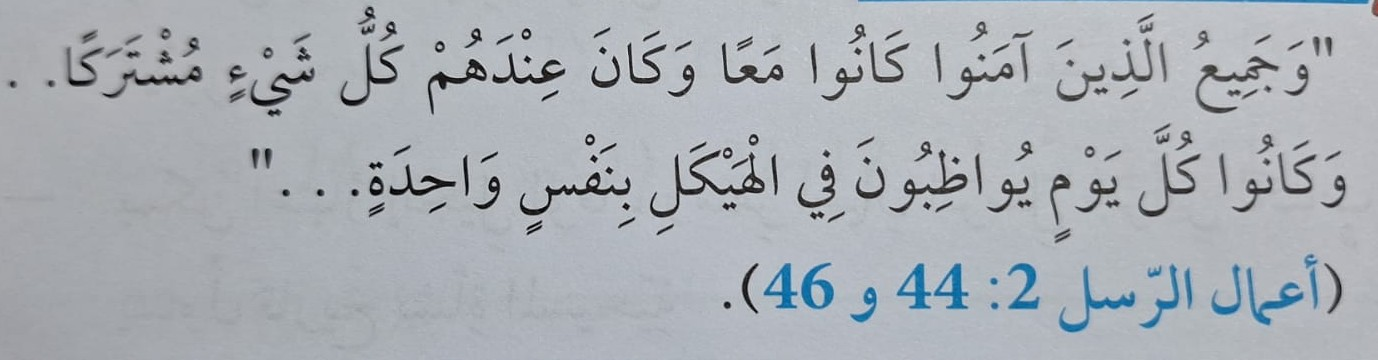 "وَجَمِيعُ الَّذِينَ آمَنُوا كَانُوا مَعًا وَكَانَ عِنْدَهُمْ كُلُّ شَيْءٍ مُشْتَرَكًا. .
وَكَانُوا كُلَّ يَوْمٍ يُواظِبُونَ فِي الْهَيْكَلِ بِنَفْسٍ وَاحِدَةٍ. . ."
(أعمال الرّسل 2: 44 و 46).